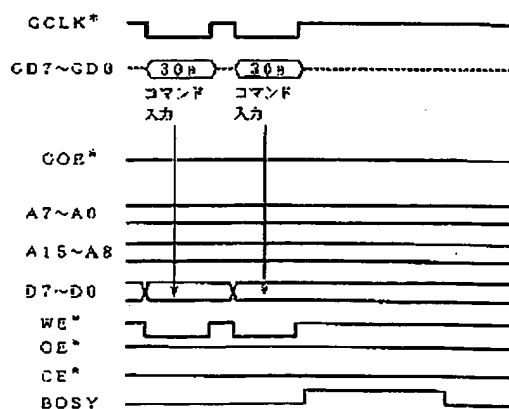 GCLK*
GD7~GD0
30H
30H
コマンド
入力
コマンド
入力
GOE*
A7~A0
A15~A8
D7~D0
WE*
OE*
CE*
BUSY